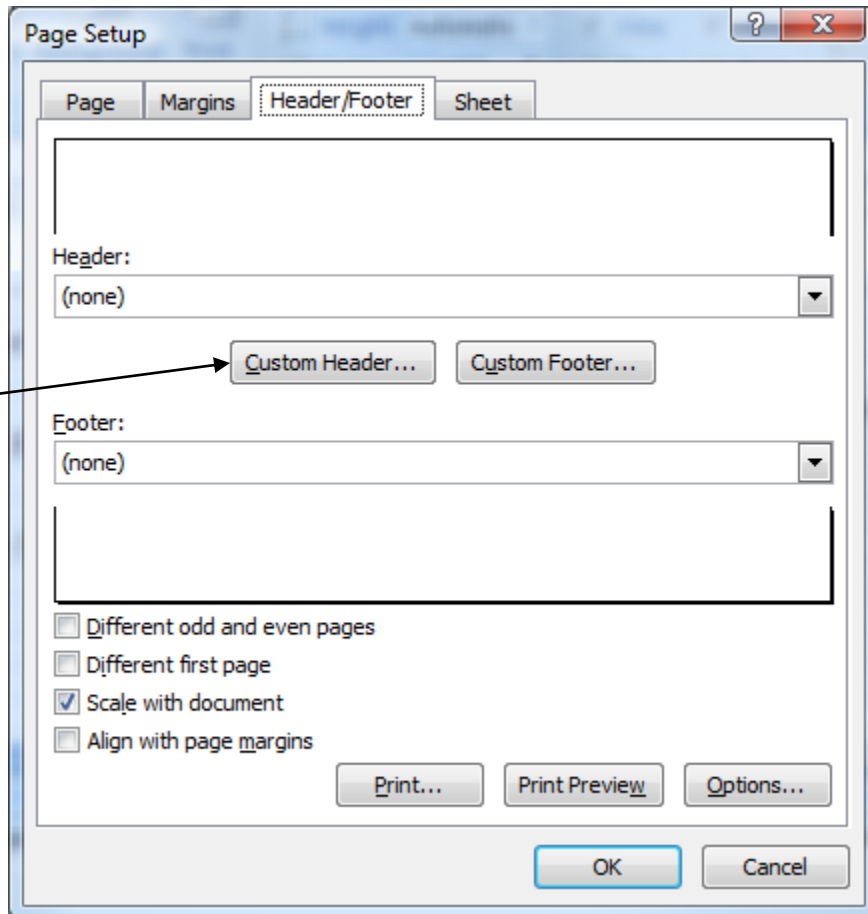 Page Setup
Page Margins Header/Footer Sheet
Header:
(none)
Custom Header... Custom Footer...
Footer:
(none)
Different odd and even pages
Different first page
Scale with document
Align with page margins
Print... Print Preview Options...
OK Cancel